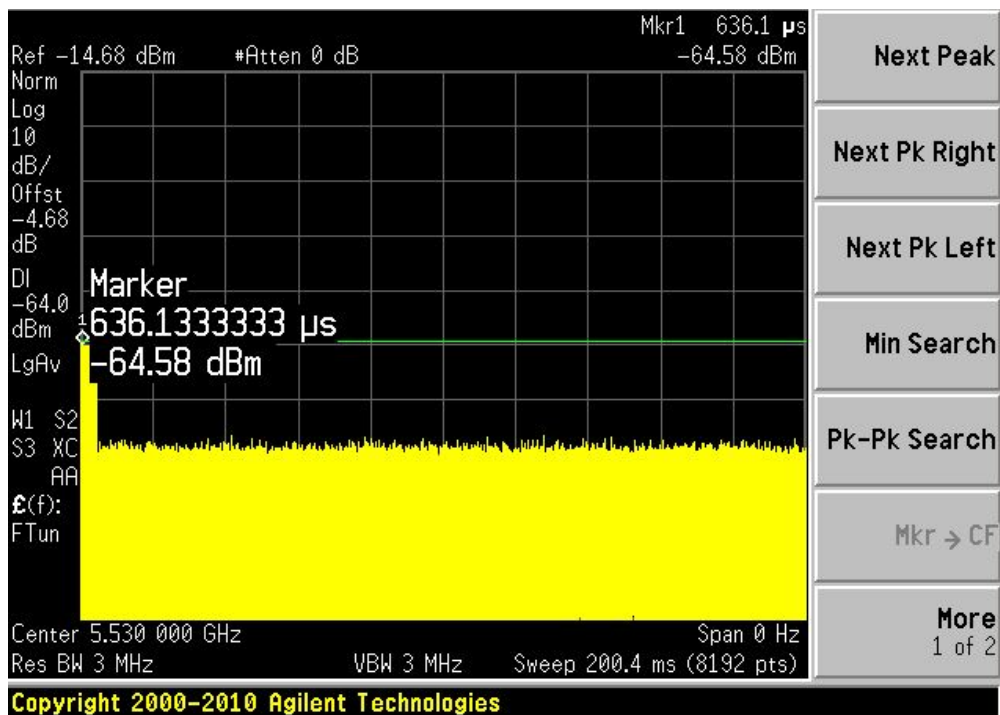 Mkr1 636.1 µs
Ref −14.68 dBm #Atten 0 dB −64.58 dBm
Norm
Log
10
dB/
Offst
−4.68
dB
DI
−64.0
dBm
LgAv
W1 S2
S3 XC
AA
£(f):
FTun
Marker
636.1333333 µs
−64.58 dBm
1
Center 5.530 000 GHz Span 0 Hz
Res BW 3 MHz VBW 3 MHz Sweep 200.4 ms (8192 pts)
Copyright 2000–2010 Agilent Technologies
Next Peak
Next Pk Right
Next Pk Left
Min Search
Pk–Pk Search
Mkr → CF
More
1 of 2